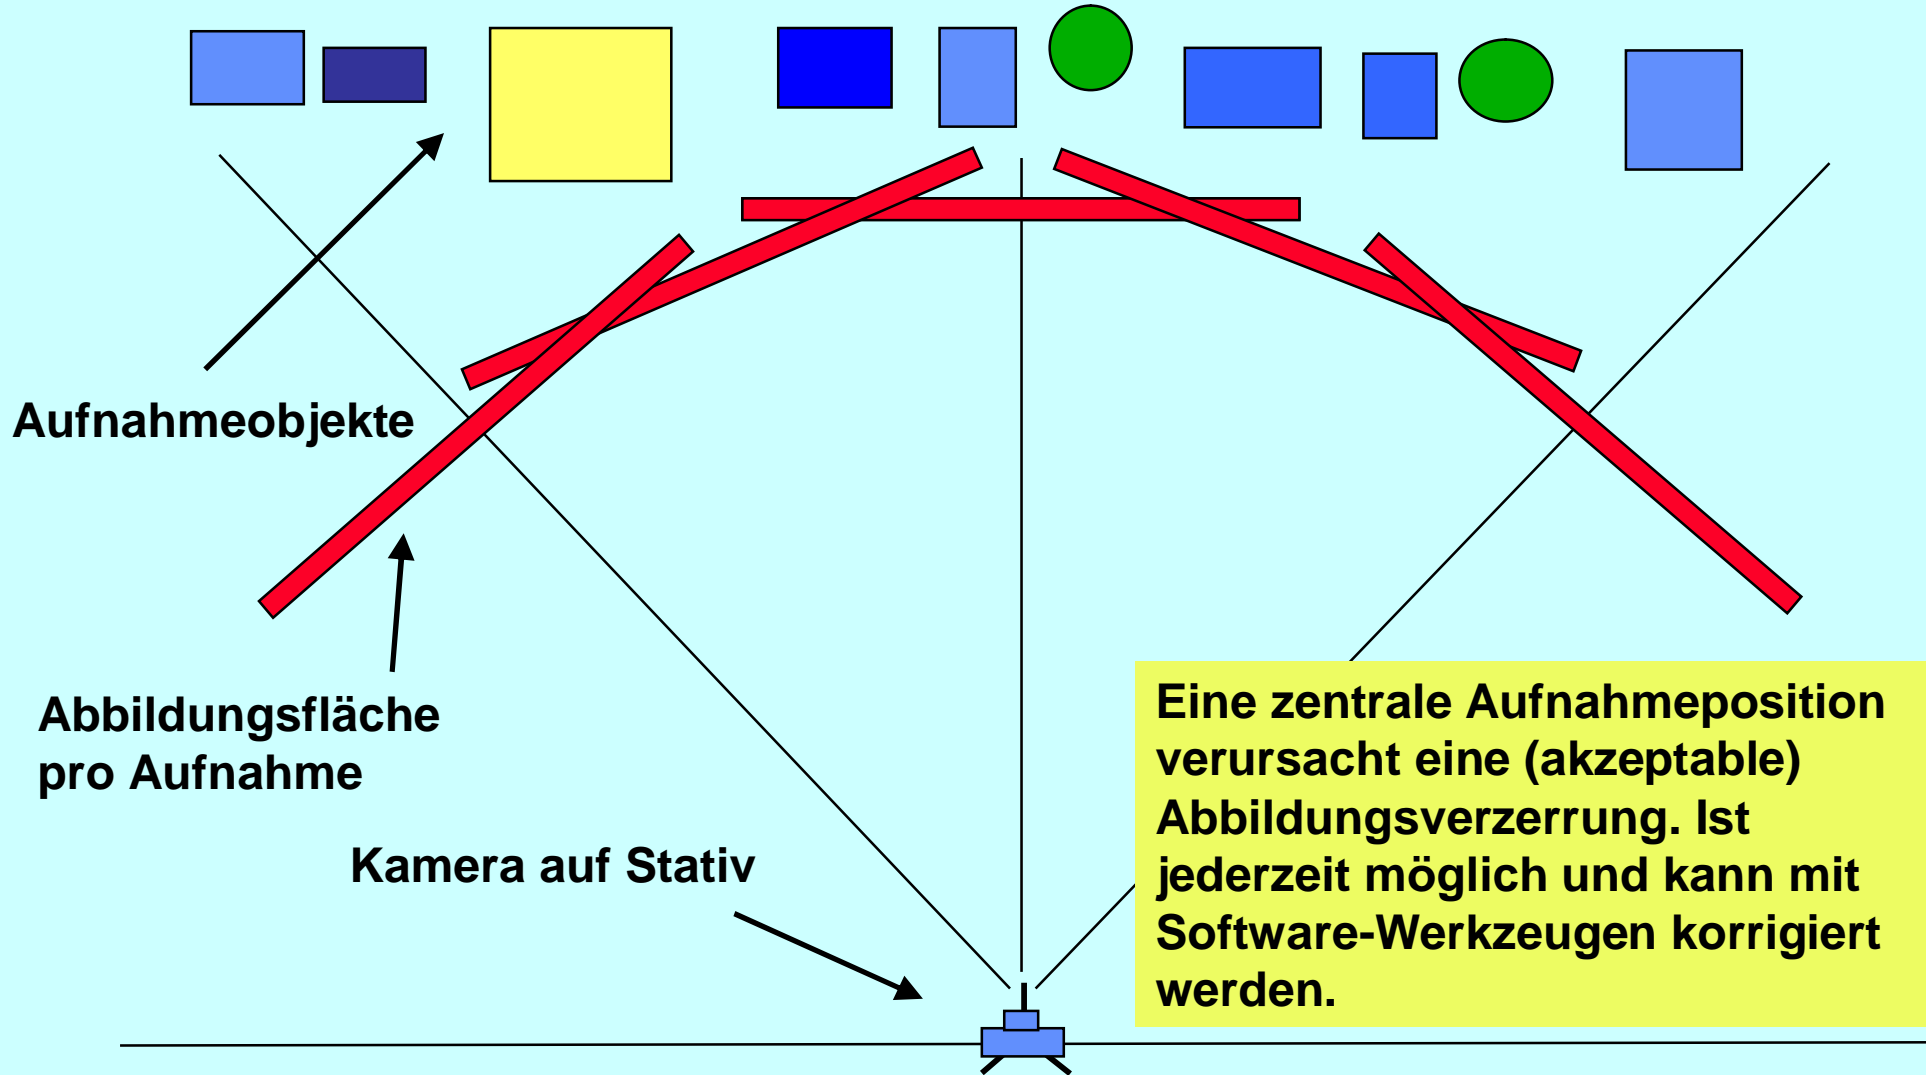 Aufnahmeobjekte
Abbildungsfläche
pro Aufnahme
Kamera auf Stativ
Eine zentrale Aufnahmeposition
verursacht eine (akzeptable)
Abbildungsverzerrung. Ist
jederzeit möglich und kann mit
Software-Werkzeugen korrigiert
werden.